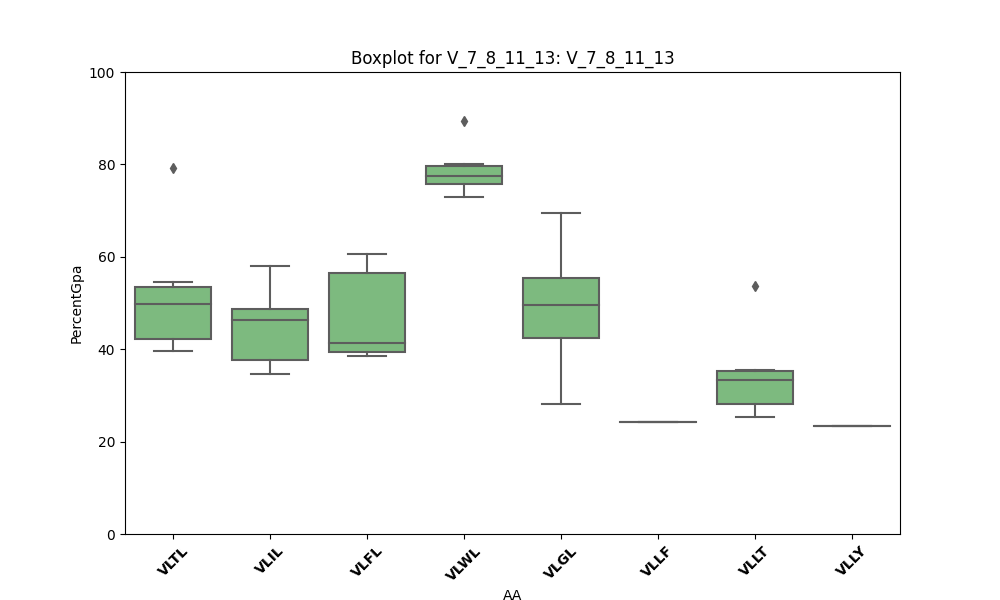 Boxplot for V_7_8_11_13: V_7_8_11_13
100
80
60
40
20
0
PercentGpa
VLTL
VLIL
VLFL
VLWL
VLGL
VLLF
VLLT
VLLY
AA